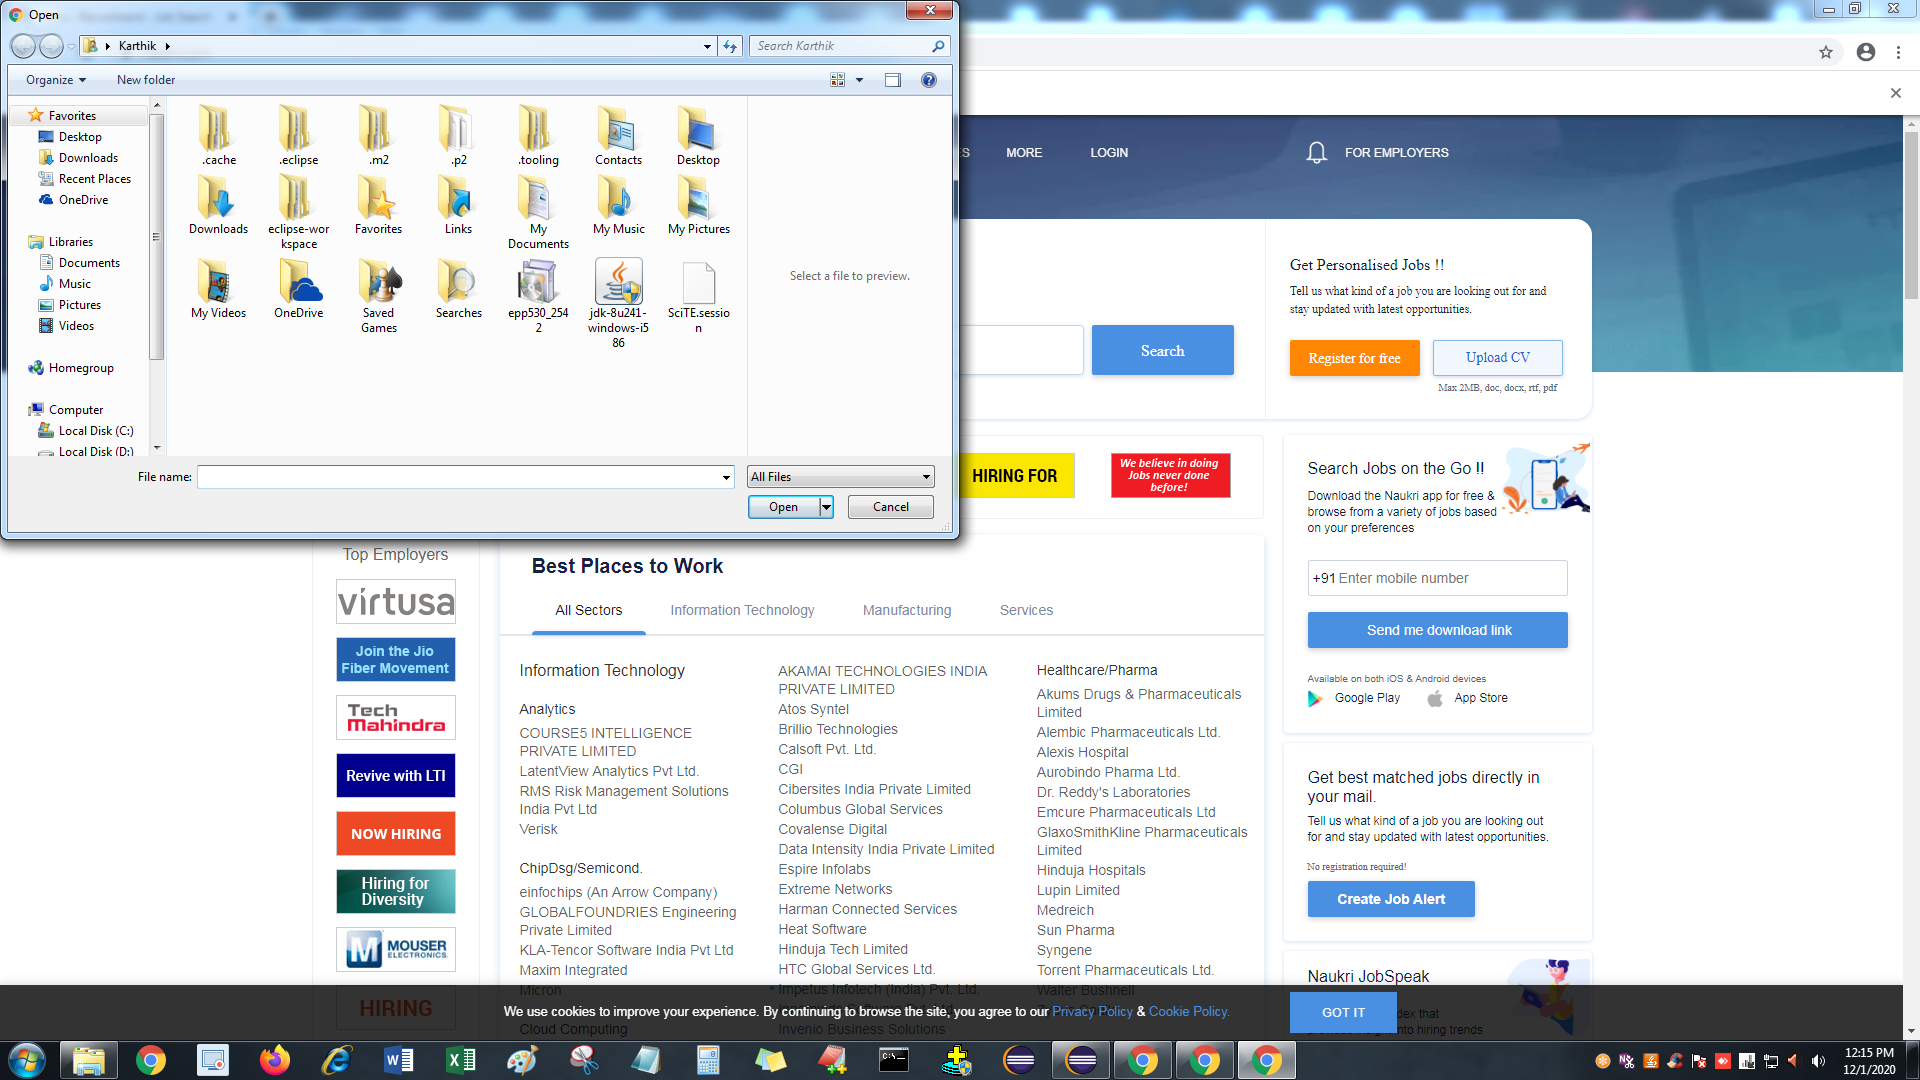 Open
Karthik
Search Karthik
Organize
New folder
Favorites
Desktop
Downloads
Recent Places
OneDrive
Libraries
Documents
Music
Pictures
Videos
Homegroup
Computer
Local Disk (C:)
Local Disk (D:)
.cache
.eclipse
.m2
.p2
.tooling
Contacts
Desktop
Downloads
eclipse-wo
rkspace
Favorites
Links
My
Documents
My Music
My Pictures
My Videos
OneDrive
Saved
Games
Searches
epp530_254
2
jdk-8u241-
windows-i5
86
SciTE.sessio
n
Select a file to preview.
File name:
All Files
Open
Cancel
ES
MORE
LOGIN
FOR EMPLOYERS
Search
Get Personalised Jobs !!
Tell us what kind of a job you are looking out for and
stay updated with latest opportunities.
Register for free
Upload CV
Max 2MB, doc, docx, rtf, pdf
HIRING FOR
We believe in doing
Jobs never done
before!
Search Jobs on the Go !!
Download the Naukri app for free &
browse from a variety of jobs based
on your preferences
+91 Enter mobile number
Send me download link
Available on both iOS & Android devices
Google Play
App Store
Get best matched jobs directly in
your mail.
Tell us what kind of a job you are looking out
for and stay updated with latest opportunities.
No registration required!
Create Job Alert
Naukri JobSpeak
dex that
into hiring trends
Top Employers
virtusa
Join the Jio
Fiber Movement
Tech
Mahindra
Revive with LTI
NOW HIRING
Hiring for
Diversity
M MOUSER
ELECTRONICS
HIRING
Best Places to Work
All Sectors
Information Technology
Manufacturing
Services
Information Technology
Analytics
COURSE5 INTELLIGENCE
PRIVATE LIMITED
LatentView Analytics Pvt Ltd.
RMS Risk Management Solutions
India Pvt Ltd
Verisk
ChipDsg/Semicond.
einfochips (An Arrow Company)
GLOBALFOUNDRIES Engineering
Private Limited
KLA-Tencor Software India Pvt Ltd
Maxim Integrated
Micron
Cloud Computing
AKAMAI TECHNOLOGIES INDIA
PRIVATE LIMITED
Atos Syntel
Brillio Technologies
Calsoft Pvt. Ltd.
CGI
Cibersites India Private Limited
Columbus Global Services
Covalense Digital
Data Intensity India Private Limited
Espire Infolabs
Extreme Networks
Harman Connected Services
Heat Software
Hinduja Tech Limited
HTC Global Services Ltd.
Impetus Infotech (India) Pvt. Ltd.
Invenio Business Solutions
Healthcare/Pharma
Akums Drugs & Pharmaceuticals
Limited
Alembic Pharmaceuticals Ltd.
Alexis Hospital
Aurobindo Pharma Ltd.
Dr. Reddy's Laboratories
Emcure Pharmaceuticals Ltd
GlaxoSmithKline Pharmaceuticals
Limited
Hinduja Hospitals
Lupin Limited
Medreich
Sun Pharma
Syngene
Torrent Pharmaceuticals Ltd.
Walter Bushnell
We use cookies to improve your experience. By continuing to browse the site, you agree to our Privacy Policy & Cookie Policy.
GOT IT
12:15 PM
12/1/2020